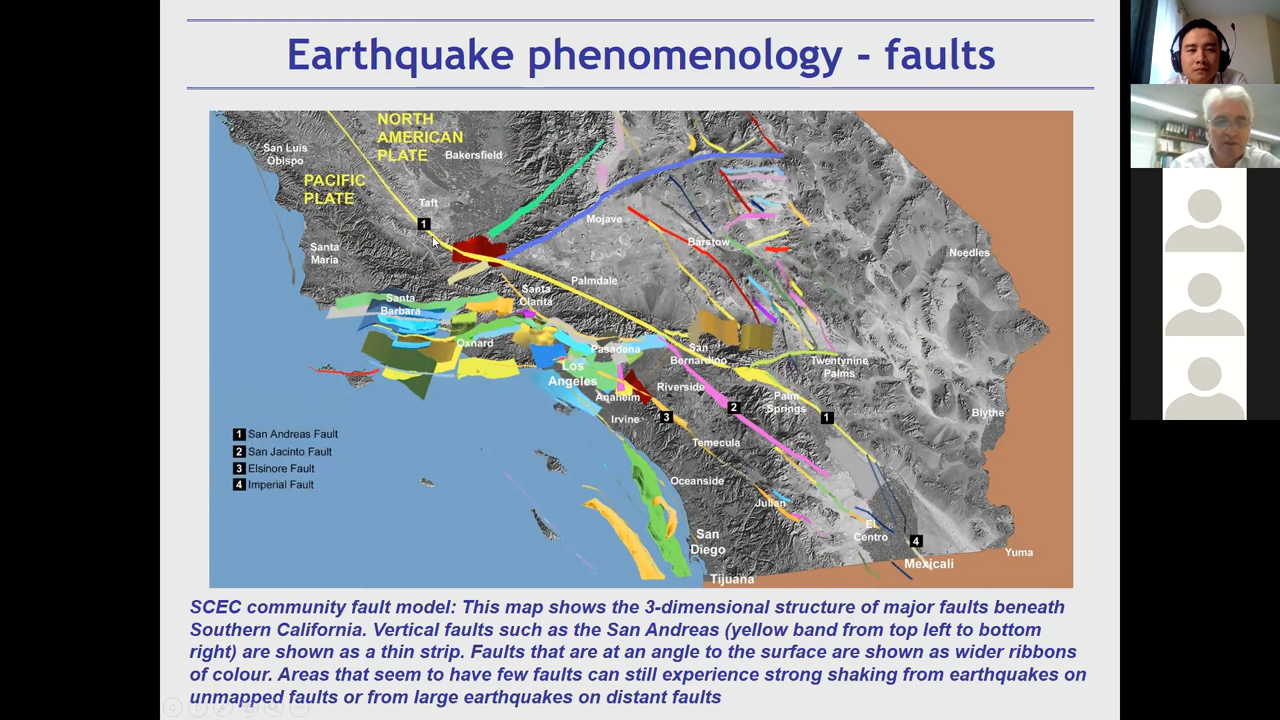 Earthquake phenomenology - faults
NORTH
AMERICAN
PLATE
Bakersfield
San Luis
Obispo
PACIFIC
PLATE
Taft
1
Mojave
Santa
Maria
Barstow
Needles
Palmdale
Santa
Clarita
Santa
Barbara
Oxnard
Pasadena
San
Bernardino
Twentynine
Palms
Los
Angeles
Riverside
Anaheim
Palm
Springs
2
Blythe
3
1
Irvine
Temecula
1 San Andreas Fault
2 San Jacinto Fault
3 Elsinore Fault
4 Imperial Fault
Oceanside
Julian
El
Centro
San
Diego
4
Yuma
Mexicali
Tijuana
SCEC community fault model: This map shows the 3-dimensional structure of major faults beneath
Southern California. Vertical faults such as the San Andreas (yellow band from top left to bottom
right) are shown as a thin strip. Faults that are at an angle to the surface are shown as wider ribbons
of colour. Areas that seem to have few faults can still experience strong shaking from earthquakes on
unmapped faults or from large earthquakes on distant faults